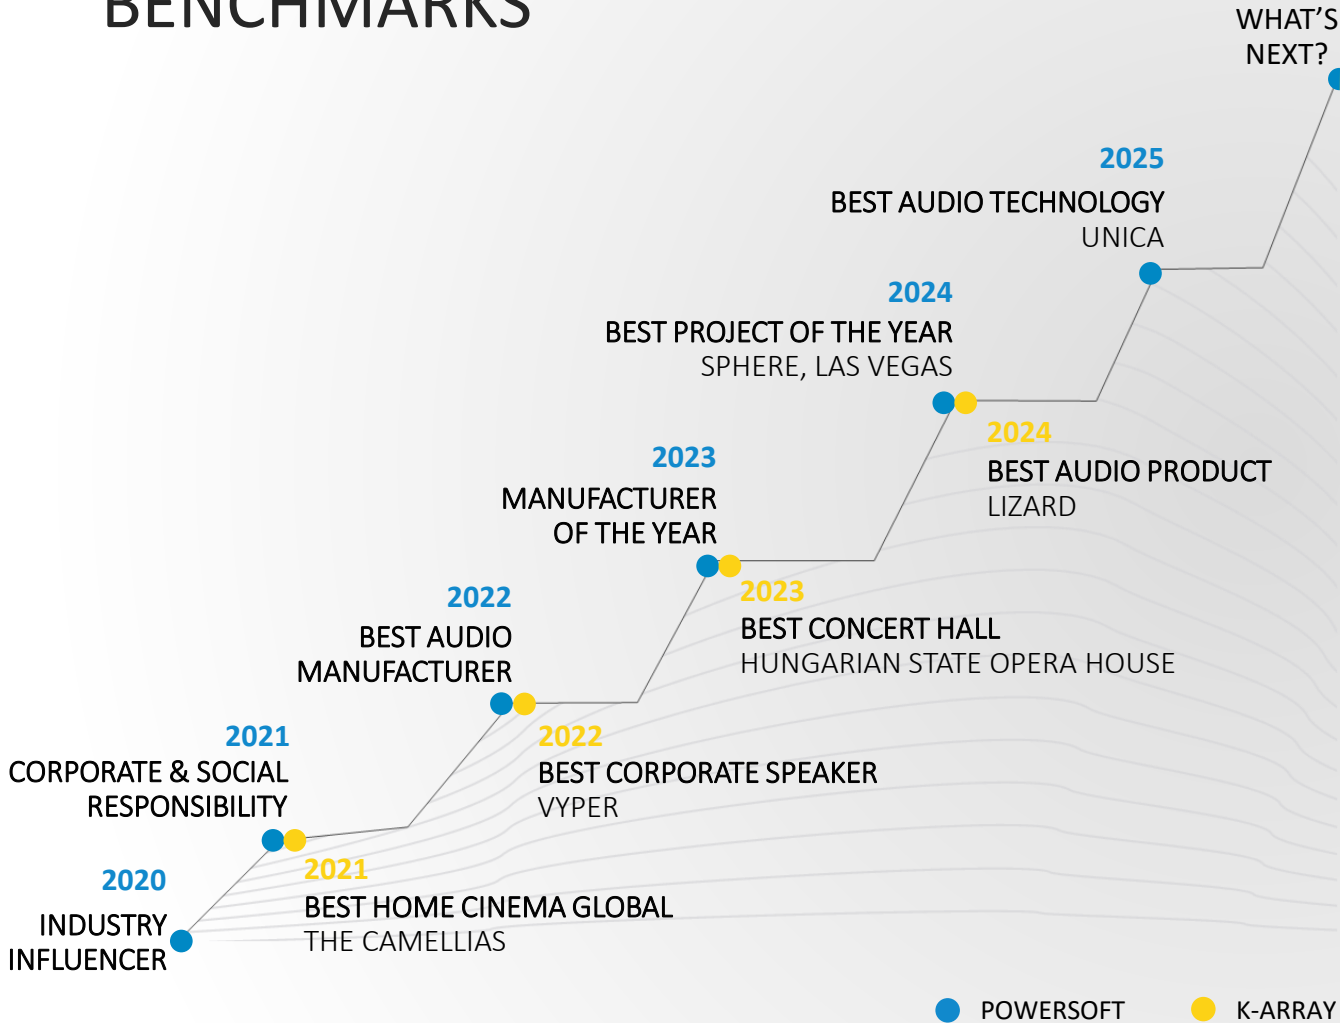 BENCHMARKS
WHAT'S
NEXT?
2025
BEST AUDIO TECHNOLOGY
UNICA
2024
BEST PROJECT OF THE YEAR
SPHERE, LAS VEGAS
2024
BEST AUDIO PRODUCT
LIZARD
2023
MANUFACTURER
OF THE YEAR
2023
BEST CONCERT HALL
HUNGARIAN STATE OPERA HOUSE
2022
BEST AUDIO
MANUFACTURER
2022
BEST CORPORATE SPEAKER
VYPER
2021
CORPORATE & SOCIAL
RESPONSIBILITY
2021
BEST HOME CINEMA GLOBAL
THE CAMELLIAS
2020
INDUSTRY
INFLUENCER
POWERSOFT
K-ARRAY